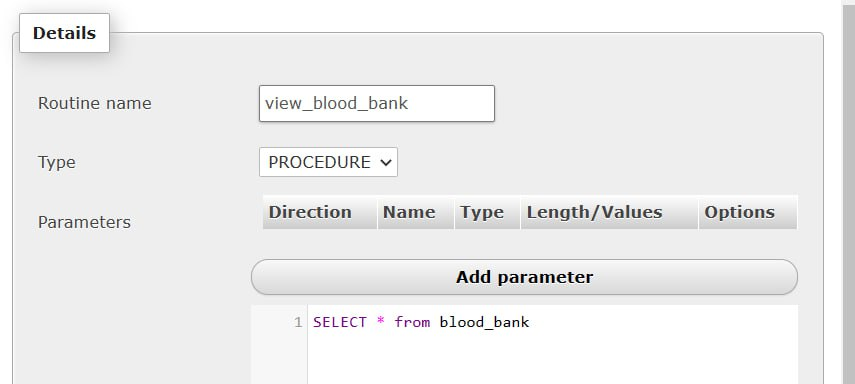 Details
Routine name view_blood_bank
Type PROCEDURE
Parameters Direction Name Type Length/Values Options
Add parameter
1 SELECT * from blood_bank